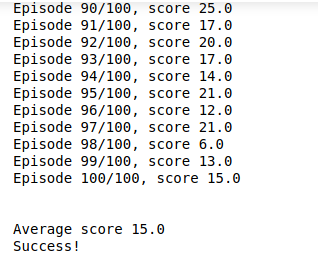 Episode 90/100, score 25.0
Episode 91/100, score 17.0
Episode 92/100, score 20.0
Episode 93/100, score 17.0
Episode 94/100, score 14.0
Episode 95/100, score 21.0
Episode 96/100, score 12.0
Episode 97/100, score 21.0
Episode 98/100, score 6.0
Episode 99/100, score 13.0
Episode 100/100, score 15.0
Average score 15.0
Success!